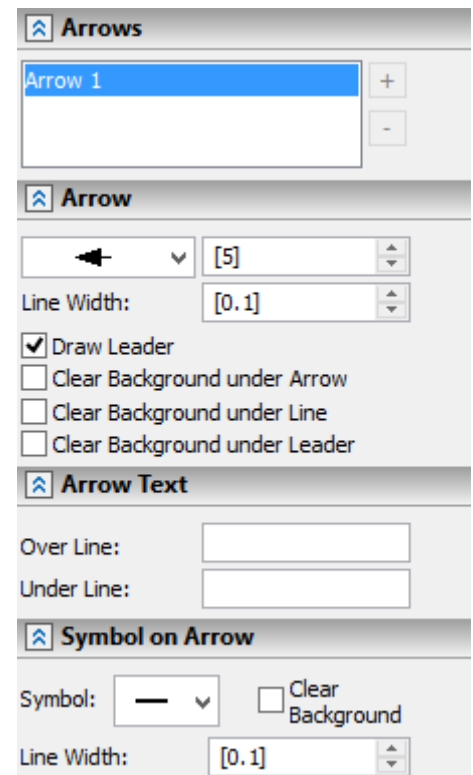 Arrows
Arrow 1
+
-
Arrow
[5]
Line Width: [0.1]
Draw Leader
Clear Background under Arrow
Clear Background under Line
Clear Background under Leader
Arrow Text
Over Line:
Under Line:
Symbol on Arrow
Symbol: Clear
Background
Line Width: [0.1]